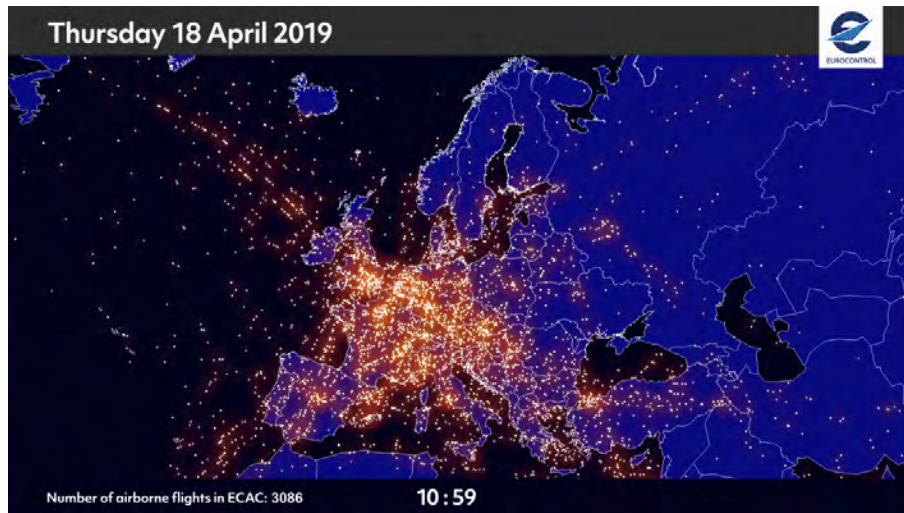 Thursday 18 April 2019
EUROCONTROL
Number of airborne flights in ECAC: 3086
10:59